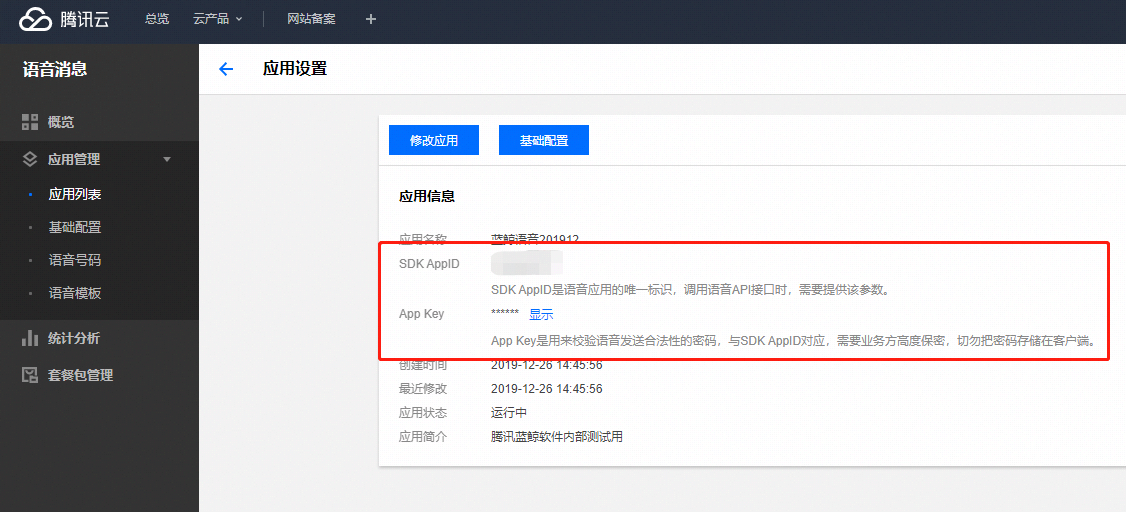 腾讯云 总览 云产品 网站备案 +
语音消息
应用设置
概览
应用管理
应用列表
基础配置
语音号码
语音模板
统计分析
套餐包管理
修改应用 基础配置
应用信息
应用名称 蓝鲸语音201912
SDK AppID
SDK AppID是语音应用的唯一标识，调用语音API接口时，需要提供该参数。
App Key ****** 显示
App Key是用来校验语音发送合法性的密码，与SDK AppID对应，需要业务方高度保密，切勿把密码存储在客户端。
创建时间 2019-12-26 14:45:56
最近修改 2019-12-26 14:45:56
应用状态 运行中
应用简介 腾讯蓝鲸软件内部测试用